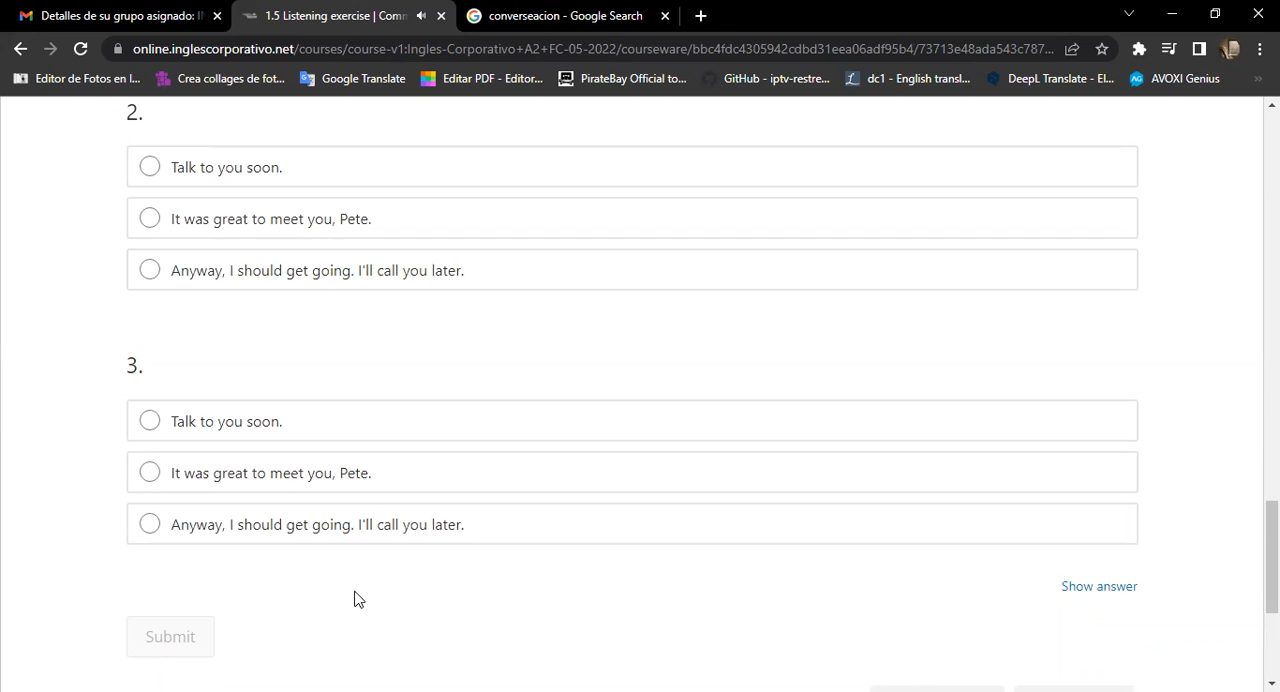 Detalles de su grupo asignado: I
1.5 Listening exercise | Comm
converseacion - Google Search
online.inglescorporativo.net/courses/course-v1:Ingles-Corporativo+A2+FC-05-2022/courseware/bbc4fdc4305942cdbd31eea06adf95b4/73713e48ada543c787...
Editor de Fotos en l...
Crea collages de fot...
Google Translate
Editar PDF - Editor...
PirateBay Official to...
GitHub - iptv-restre...
dc1 - English transl...
DeepL Translate - El...
AVOXI Genius
»
2.
Talk to you soon.
It was great to meet you, Pete.
Anyway, I should get going. I'll call you later.
3.
Talk to you soon.
It was great to meet you, Pete.
Anyway, I should get going. I'll call you later.
Show answer
Submit